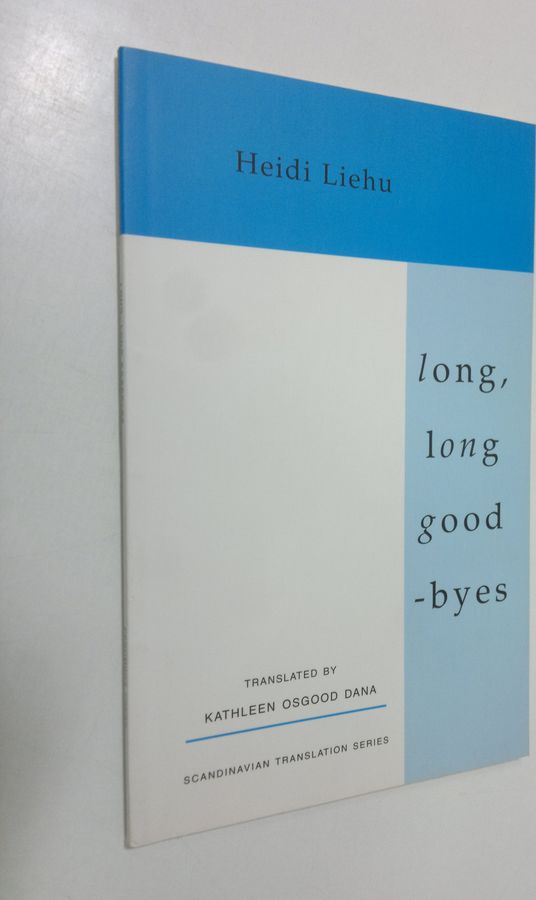 Heidi Liehu
long,
long
good
-byes
TRANSLATED BY
KATHLEEN OSGOOD DANA
SCANDINAVIAN TRANSLATION SERIES